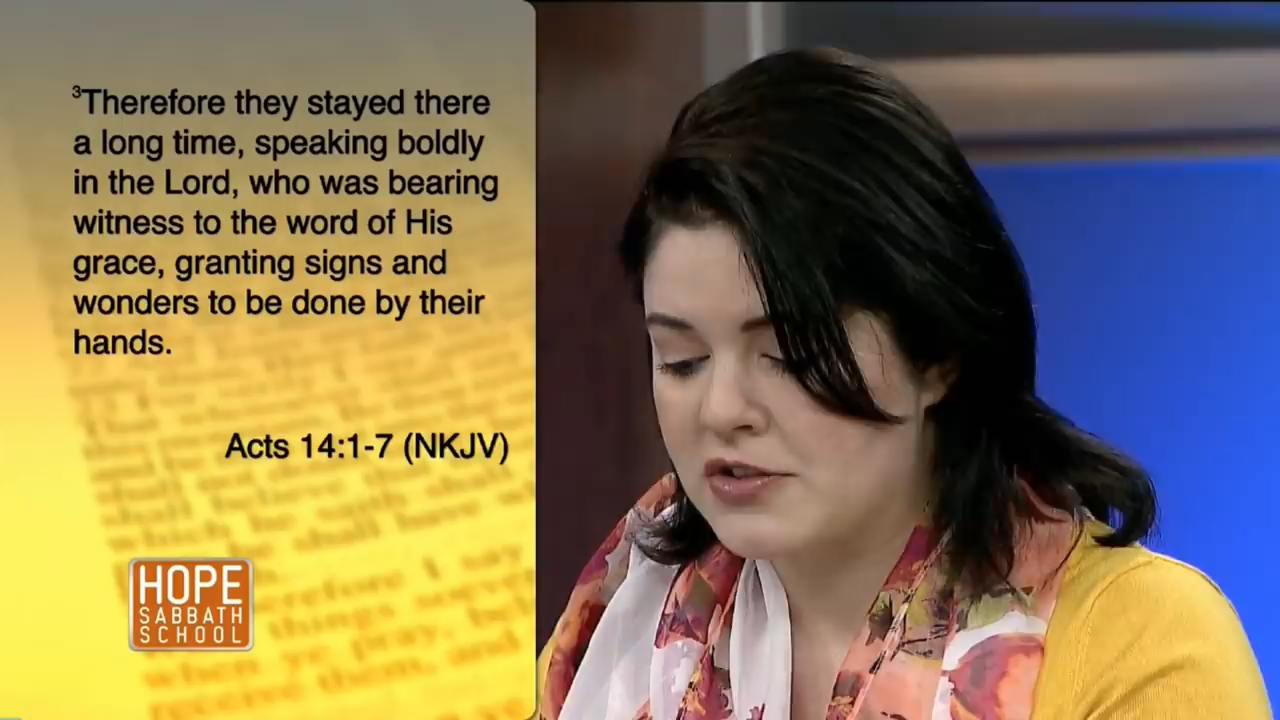 ³Therefore they stayed there
a long time, speaking boldly
in the Lord, who was bearing
witness to the word of His
grace, granting signs and
wonders to be done by their
hands.
Acts 14:1-7 (NKJV)
HOPE
SABBATH
SCHOOL